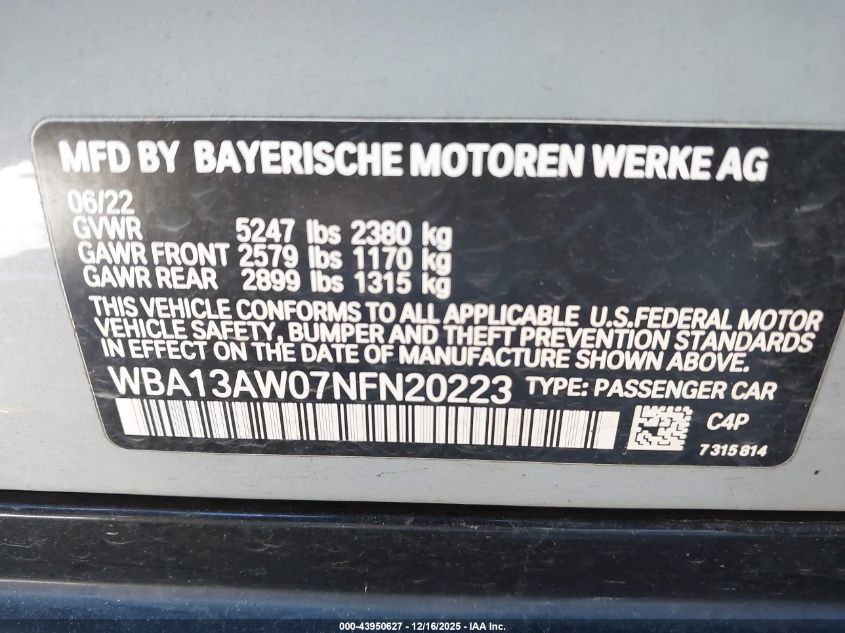 MFD BY BAYERISCHE MOTOREN WERKE AG
06/22
GVWR 5247 lbs 2380 kg
GAWR FRONT 2579 lbs 1170 kg
GAWR REAR 2899 lbs 1315 kg
THIS VEHICLE CONFORMS TO ALL APPLICABLE U.S.FEDERAL MOTOR
VEHICLE SAFETY, BUMPER AND THEFT PREVENTION STANDARDS
IN EFFECT ON THE DATE OF MANUFACTURE SHOWN ABOVE.
WBA13AW07NFN20223 TYPE: PASSENGER CAR
C4P
7315814
000-43950627 - 12/16/2025 - IAA Inc.